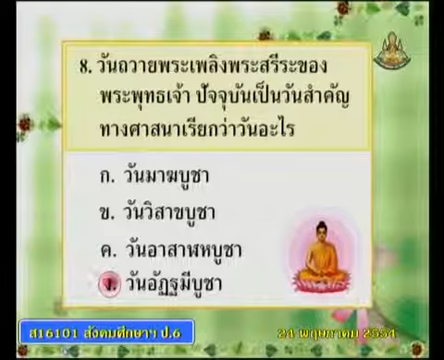 8. วันถวายพระเพลิงพระสรีระของ
พระพุทธเจ้า ปัจจุบันเป็นวันสำคัญ
ทางศาสนาเรียกว่าวันอะไร
ก. วันมาฆบูชา
ข. วันวิสาขบูชา
ค. วันอาสาฬหบูชา
ง. วันอัฏฐมีบูชา
ส16101 สังคมศึกษาฯ ป.6
24 พฤษภาคม 2554